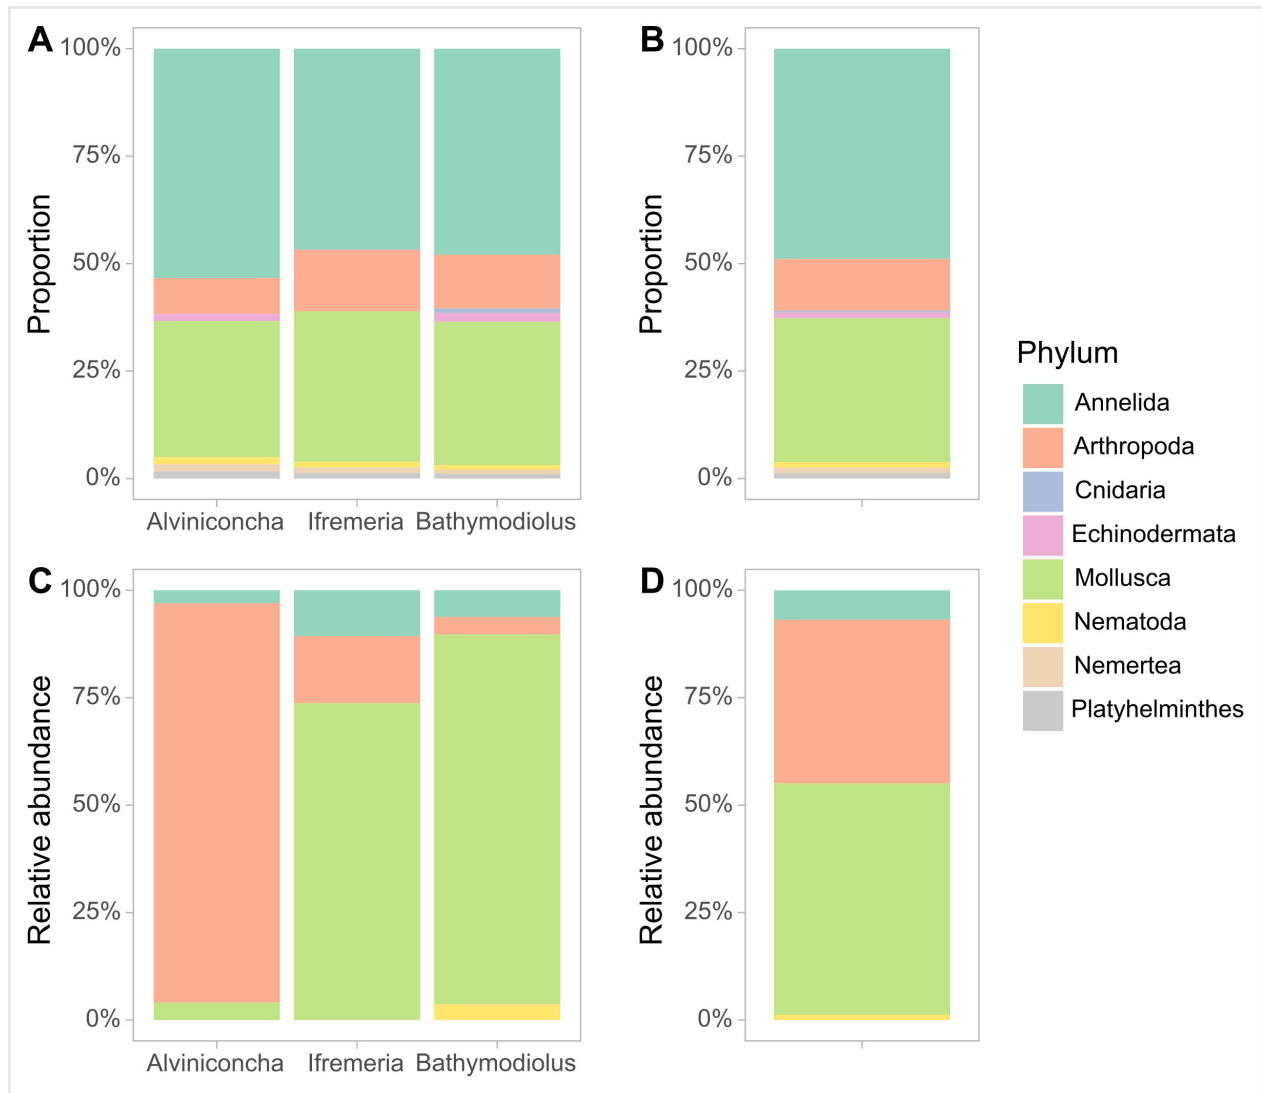 A
100%
75%
50%
25%
0%
Proportion
Alviniconcha Ifremeria Bathymodiolus
B
100%
75%
50%
25%
0%
Proportion
C
100%
75%
50%
25%
0%
Relative abundance
Alviniconcha Ifremeria Bathymodiolus
D
100%
75%
50%
25%
0%
Relative abundance
Phylum
Annelida
Arthropoda
Cnidaria
Echinodermata
Mollusca
Nematoda
Nemertea
Platyhelminthes